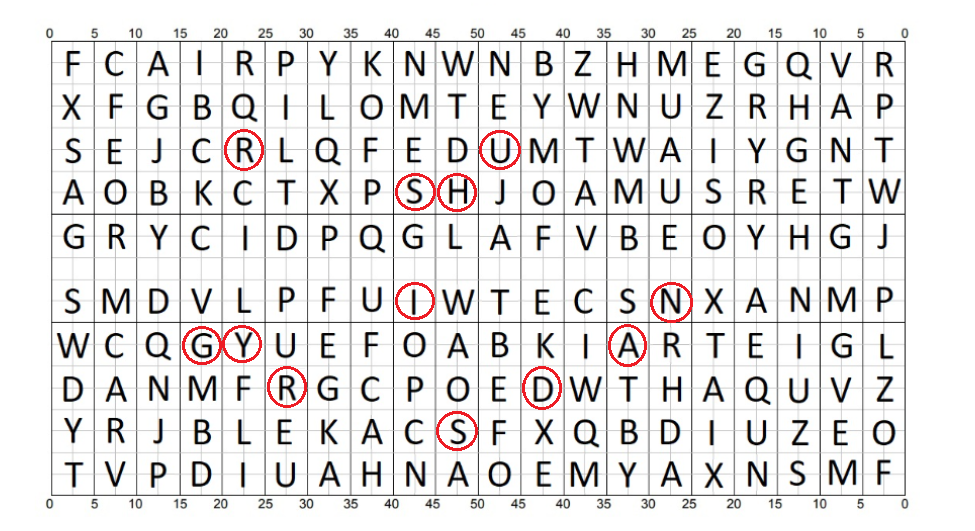 0 5 10 15 20 25 30 35 40 45 50 45 40 35 30 25 20 15 10 5 0
F C A I R P Y K N W N B Z H M E G Q V R
X F G B Q I L O M T E Y W N U Z R H A P
S E J C R L Q F E D U M T W A I Y G N T
A O B K C T X P S H J O A M U S R E T W
G R Y C I D P Q G L A F V B E O Y H G J
S M D V L P F U I W T E C S N X A N M P
W C Q G Y U E F O A B K I A R T E I G L
D A N M F R G C P O E D W T H A Q U V Z
Y R J B L E K A C S F X Q B D I U Z E O
T V P D I U A H N A O E M Y A X N S M F
0 5 10 15 20 25 30 35 40 45 50 45 40 35 30 25 20 15 10 5 0